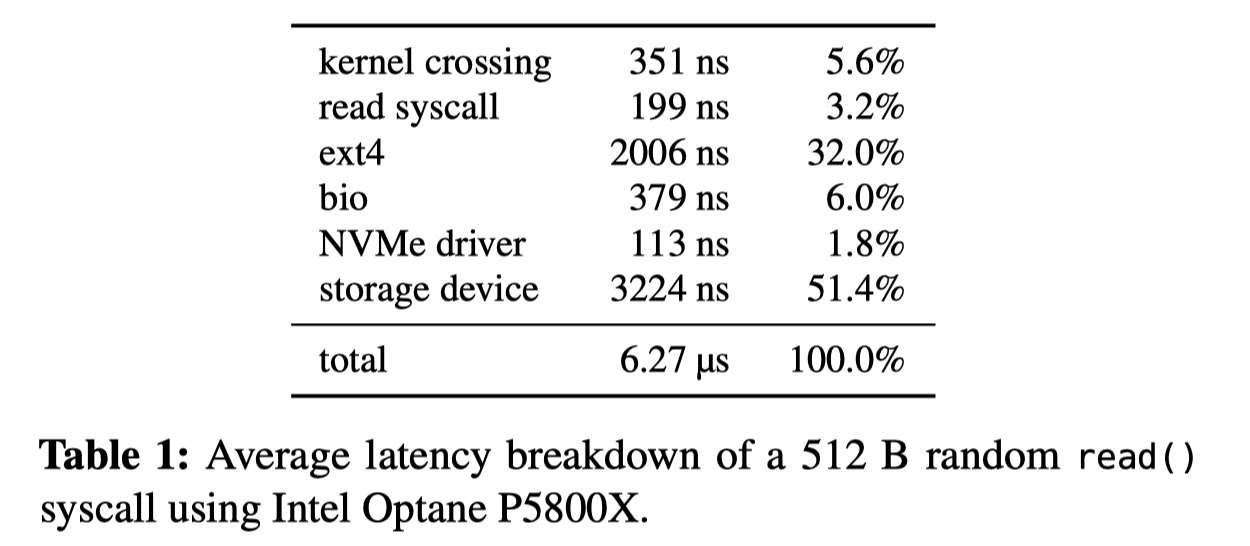 kernel crossing 351 ns 5.6%
read syscall 199 ns 3.2%
ext4 2006 ns 32.0%
bio 379 ns 6.0%
NVMe driver 113 ns 1.8%
storage device 3224 ns 51.4%
total 6.27 μs 100.0%
Table 1: Average latency breakdown of a 512 B random read()
syscall using Intel Optane P5800X.